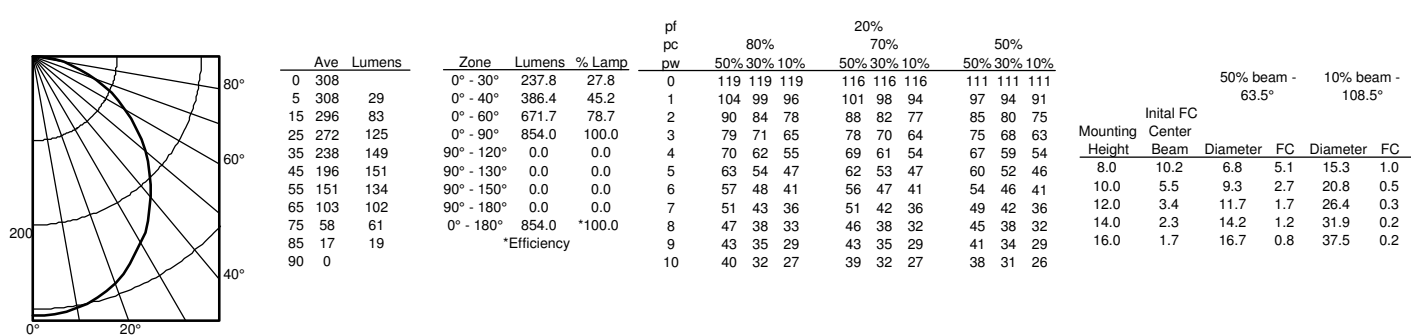 80°
60°
200
40°
0° 20°
Ave Lumens
0 308
5 308 29
15 296 83
25 272 125
35 238 149
45 196 151
55 151 134
65 103 102
75 58 61
85 17 19
90 0
Zone Lumens % Lamp
0° - 30° 237.8 27.8
0° - 40° 386.4 45.2
0° - 60° 671.7 78.7
0° - 90° 854.0 100.0
90° - 120° 0.0 0.0
90° - 130° 0.0 0.0
90° - 150° 0.0 0.0
90° - 180° 0.0 0.0
0° - 180° 854.0 *100.0
*Efficiency
pf 20%
pc 80% 70% 50%
pw 50% 30% 10% 50% 30% 10% 50% 30% 10%
0 119 119 119 116 116 116 111 111 111
1 104 99 96 101 98 94 97 94 91
2 90 84 78 88 82 77 85 80 75
3 79 71 65 78 70 64 75 68 63
4 70 62 55 69 61 54 67 59 54
5 63 54 47 62 53 47 60 52 46
6 57 48 41 56 47 41 54 46 41
7 51 43 36 51 42 36 49 42 36
8 47 38 33 46 38 32 45 38 32
9 43 35 29 43 35 29 41 34 29
10 40 32 27 39 32 27 38 31 26
50% beam - 10% beam -
63.5° 108.5°
Inital FC
Mounting Center
Height Beam Diameter FC Diameter FC
8.0 10.2 6.8 5.1 15.3 1.0
10.0 5.5 9.3 2.7 20.8 0.5
12.0 3.4 11.7 1.7 26.4 0.3
14.0 2.3 14.2 1.2 31.9 0.2
16.0 1.7 16.7 0.8 37.5 0.2